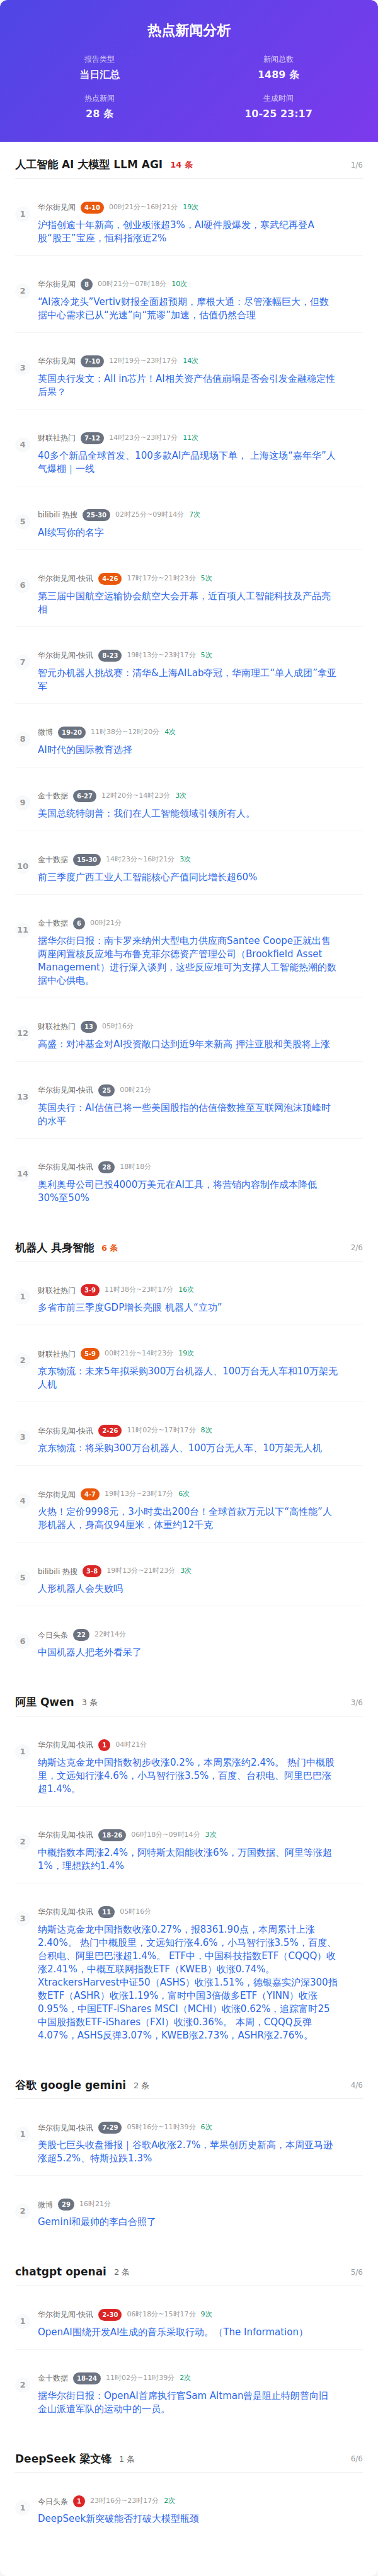 热点新闻分析
报告类型
当日汇总
新闻总数
1489 条
热点新闻
28 条
生成时间
10-25 23:17
人工智能 AI 大模型 LLM AGI 14 条 1/6
1
华尔街见闻 4-10 00时21分~16时21分 19次
沪指创逾十年新高，创业板涨超3%，AI硬件股爆发，寒武纪再登A
股“股王”宝座，恒科指涨近2%
2
华尔街见闻 8 00时21分~07时18分 10次
“AI液冷龙头”Vertiv财报全面超预期，摩根大通：尽管涨幅巨大，但数
据中心需求已从“光速”向“荒谬”加速，估值仍然合理
3
华尔街见闻 7-10 12时19分~23时17分 14次
英国央行发文：All in芯片！AI相关资产估值崩塌是否会引发金融稳定性
后果？
4
财联社热门 7-12 14时23分~23时17分 11次
40多个新品全球首发、100多款AI产品现场下单， 上海这场“嘉年华”人
气爆棚｜一线
5
bilibili 热搜 25-30 02时25分~09时14分 7次
AI续写你的名字
6
华尔街见闻-快讯 4-26 17时17分~21时23分 5次
第三届中国航空运输协会航空大会开幕，近百项人工智能科技及产品亮
相
7
华尔街见闻-快讯 8-23 19时13分~23时17分 5次
智元办机器人挑战赛：清华&上海AILab夺冠，华南理工“单人成团”拿亚
军
8
微博 19-20 11时38分~12时20分 4次
AI时代的国际教育选择
9
金十数据 6-27 12时20分~14时23分 3次
美国总统特朗普：我们在人工智能领域引领所有人。
10
金十数据 15-30 14时23分~16时21分 3次
前三季度广西工业人工智能核心产值同比增长超60%
11
金十数据 6 00时21分
据华尔街日报：南卡罗来纳州大型电力供应商Santee Coope正就出售
两座闲置核反应堆与布鲁克菲尔德资产管理公司（Brookfield Asset
Management）进行深入谈判，这些反应堆可为支撑人工智能热潮的数
据中心供电。
12
财联社热门 13 05时16分
高盛：对冲基金对AI投资敞口达到近9年来新高 押注亚股和美股将上涨
13
华尔街见闻-快讯 25 00时21分
英国央行：AI估值已将一些美国股指的估值倍数推至互联网泡沫顶峰时
的水平
14
华尔街见闻-快讯 28 18时18分
奥利奥母公司已投4000万美元在AI工具，将营销内容制作成本降低
30%至50%
机器人 具身智能 6 条 2/6
1
财联社热门 3-9 11时38分~23时17分 16次
多省市前三季度GDP增长亮眼 机器人“立功”
2
财联社热门 5-9 00时21分~14时23分 19次
京东物流：未来5年拟采购300万台机器人、100万台无人车和10万架无
人机
3
华尔街见闻-快讯 2-26 11时02分~17时17分 8次
京东物流：将采购300万台机器人、100万台无人车、10万架无人机
4
华尔街见闻 4-7 19时13分~23时17分 6次
火热！定价9998元，3小时卖出200台！全球首款万元以下“高性能”人
形机器人，身高仅94厘米，体重约12千克
5
bilibili 热搜 3-8 19时13分~21时23分 3次
人形机器人会失败吗
6
今日头条 22 22时14分
中国机器人把老外看呆了
阿里 Qwen 3 条 3/6
1
华尔街见闻-快讯 1 04时21分
纳斯达克金龙中国指数初步收涨0.2%，本周累涨约2.4%。 热门中概股
里，文远知行涨4.6%，小马智行涨3.5%，百度、台积电、阿里巴巴涨
超1.4%。
2
华尔街见闻-快讯 18-26 06时18分~09时14分 3次
中概指数本周涨2.4%，阿特斯太阳能收涨6%，万国数据、阿里等涨超
1%，理想跌约1.4%
3
华尔街见闻-快讯 11 05时16分
纳斯达克金龙中国指数收涨0.27%，报8361.90点，本周累计上涨
2.40%。 热门中概股里，文远知行涨4.6%，小马智行涨3.5%，百度、
台积电、阿里巴巴涨超1.4%。 ETF中，中国科技指数ETF（CQQQ）收
涨2.41%，中概互联网指数ETF（KWEB）收涨0.74%。
XtrackersHarvest中证50（ASHS）收涨1.51%，德银嘉实沪深300指
数ETF（ASHR）收涨1.19%，富时中国3倍做多ETF（YINN）收涨
0.95%，中国ETF-iShares MSCI（MCHI）收涨0.62%，追踪富时25
中国股指数ETF-iShares（FXI）收涨0.36%。 本周，CQQQ反弹
4.07%，ASHS反弹3.07%，KWEB涨2.73%，ASHR涨2.76%。
谷歌 google gemini 2 条 4/6
1
华尔街见闻-快讯 7-29 05时16分~11时39分 6次
美股七巨头收盘播报｜谷歌A收涨2.7%，苹果创历史新高，本周亚马逊
涨超5.2%、特斯拉跌1.3%
2
微博 29 16时21分
Gemini和最帅的李白合照了
chatgpt openai 2 条 5/6
1
华尔街见闻-快讯 2-30 06时18分~15时17分 9次
OpenAI围绕开发AI生成的音乐采取行动。（The Information）
2
金十数据 18-24 11时02分~11时39分 2次
据华尔街日报：OpenAI首席执行官Sam Altman曾是阻止特朗普向旧
金山派遣军队的运动中的一员。
DeepSeek 梁文锋 1 条 6/6
1
今日头条 1 23时16分~23时17分 2次
DeepSeek新突破能否打破大模型瓶颈